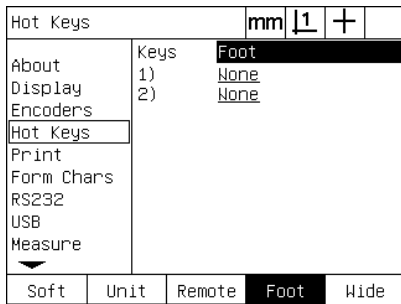 Hot Keys mm 1
About
Display
Encoders
Hot Keys
Print
Form Chars
RS232
USB
Measure
Keys Foot
1) None
2) None
Soft Unit Remote Foot Wide